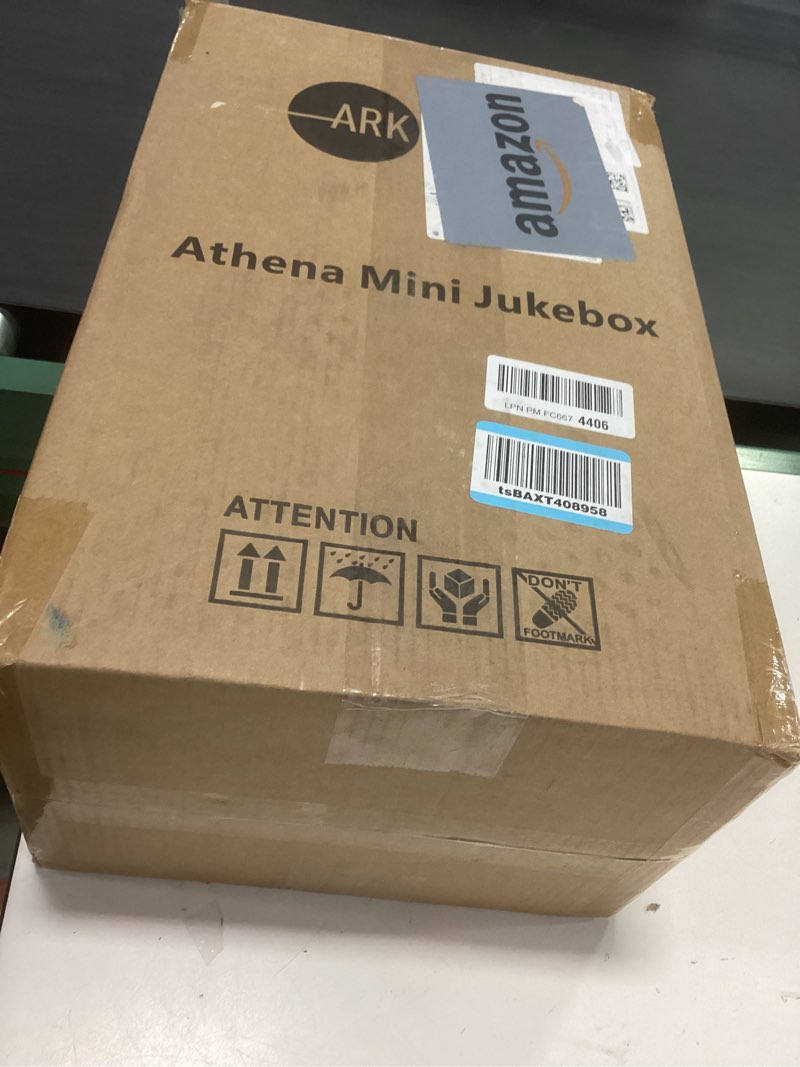 ARK
amazon
Athena Mini Jukebox
LPN PM FC667 4406
tsBAXT408958
ATTENTION
DON'T
FOOTMARK